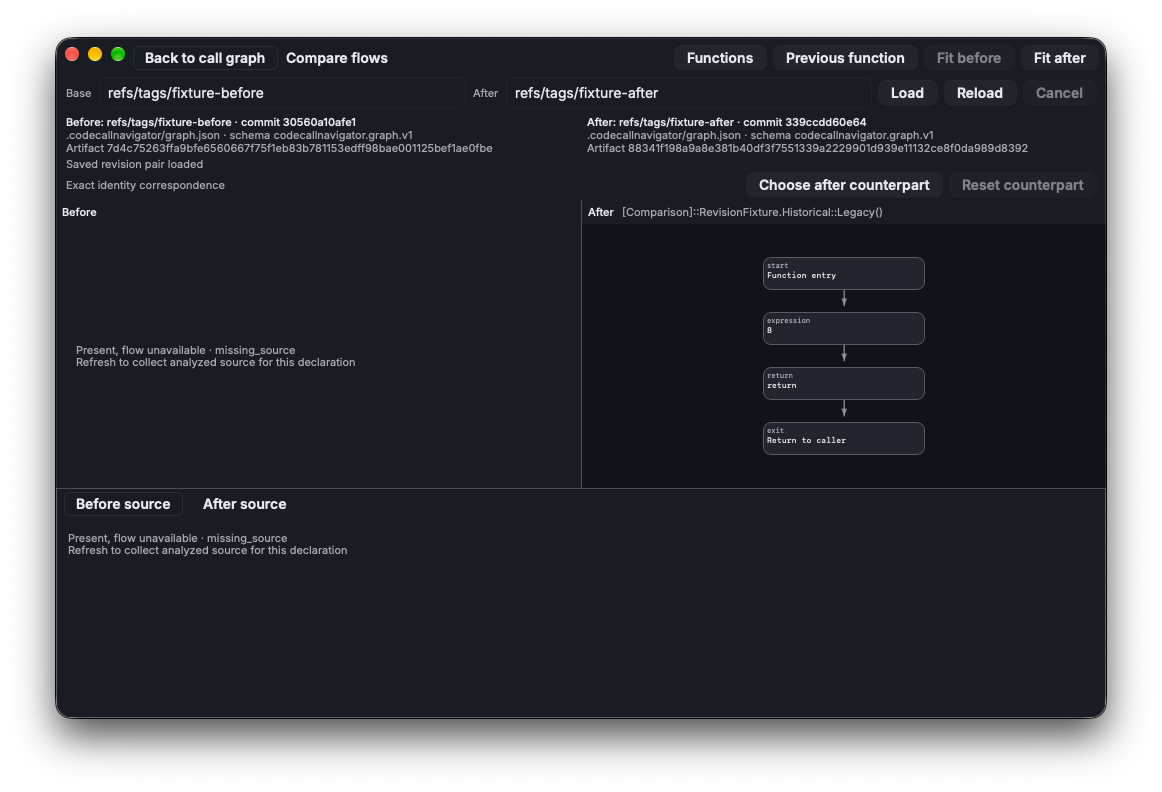 Back to call graph Compare flows Functions Previous function Fit before Fit after
Base refs/tags/fixture-before After refs/tags/fixture-after Load Reload Cancel
Before: refs/tags/fixture-before · commit 30560a10afe1
.codecallnavigator/graph.json · schema codecallnavigator.graph.v1
Artifact 7d4c75263ffa9bfe6560667f75f1eb83b781153edff98bae001125bef1ae0fbe
After: refs/tags/fixture-after · commit 339ccdd60e64
.codecallnavigator/graph.json · schema codecallnavigator.graph.v1
Artifact 88341f198a9a8e381b40df3f7551339a2229901d939e11132ce8f0da989d8392
Saved revision pair loaded
Exact identity correspondence Choose after counterpart Reset counterpart
Before
After [Comparison]::RevisionFixture.Historical::Legacy()
Present, flow unavailable · missing_source
Refresh to collect analyzed source for this declaration
start
Function entry
expression
8
return
return
exit
Return to caller
Before source After source
Present, flow unavailable · missing_source
Refresh to collect analyzed source for this declaration